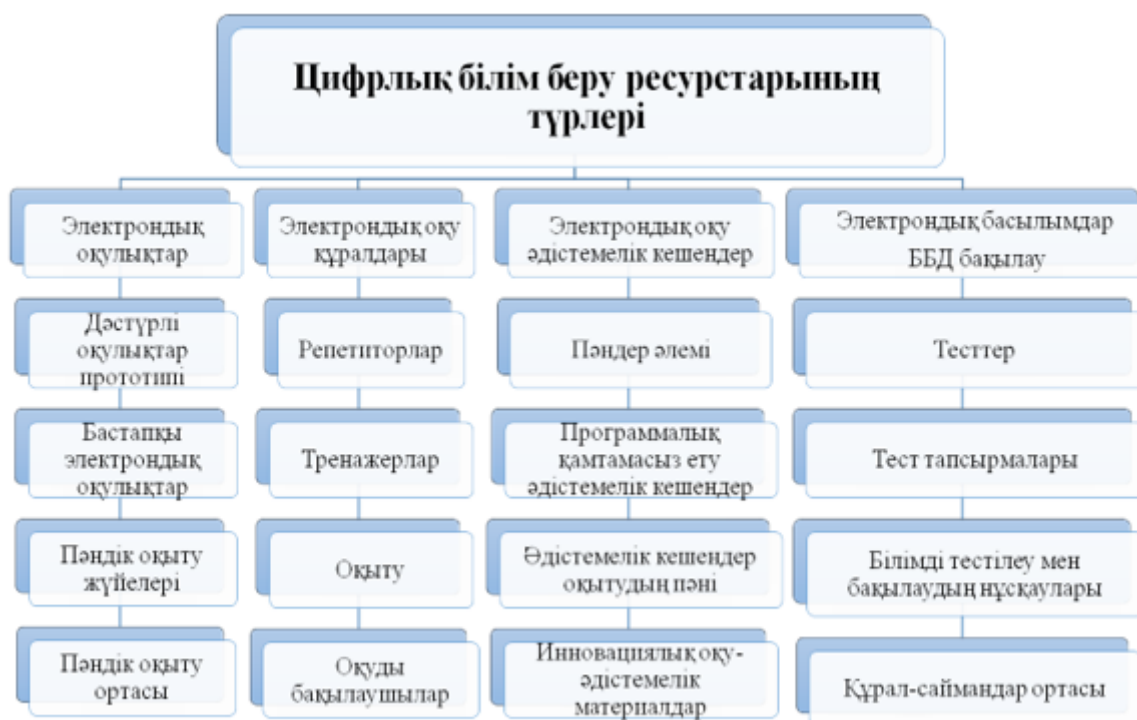 Цифрлық білім беру ресурстарының
түрлері
Электрондық
оқулықтар
Электрондық оқу
құралдары
Электрондық оқу
әдістемелік кешендер
Электрондық басылымдар
ББД бақылау
Дәстүрлі
оқулықтар
прототипі
Репетиторлар
Пәндер әлемі
Тесттер
Бастапқы
электрондық
оқулықтар
Тренажерлар
Программалық
қамтамасыз ету
әдістемелік кешендер
Тест тапсырмалары
Пәндік оқыту
жүйелері
Оқыту
Әдістемелік кешендер
оқытудың пәні
Білімді тестілеу мен
бақылаудың нұсқаулары
Пәндік оқыту
ортасы
Оқуды
бақылаушылар
Инновациялық оқу-
әдістемелік
материалдар
Құрал-саймандар ортасы